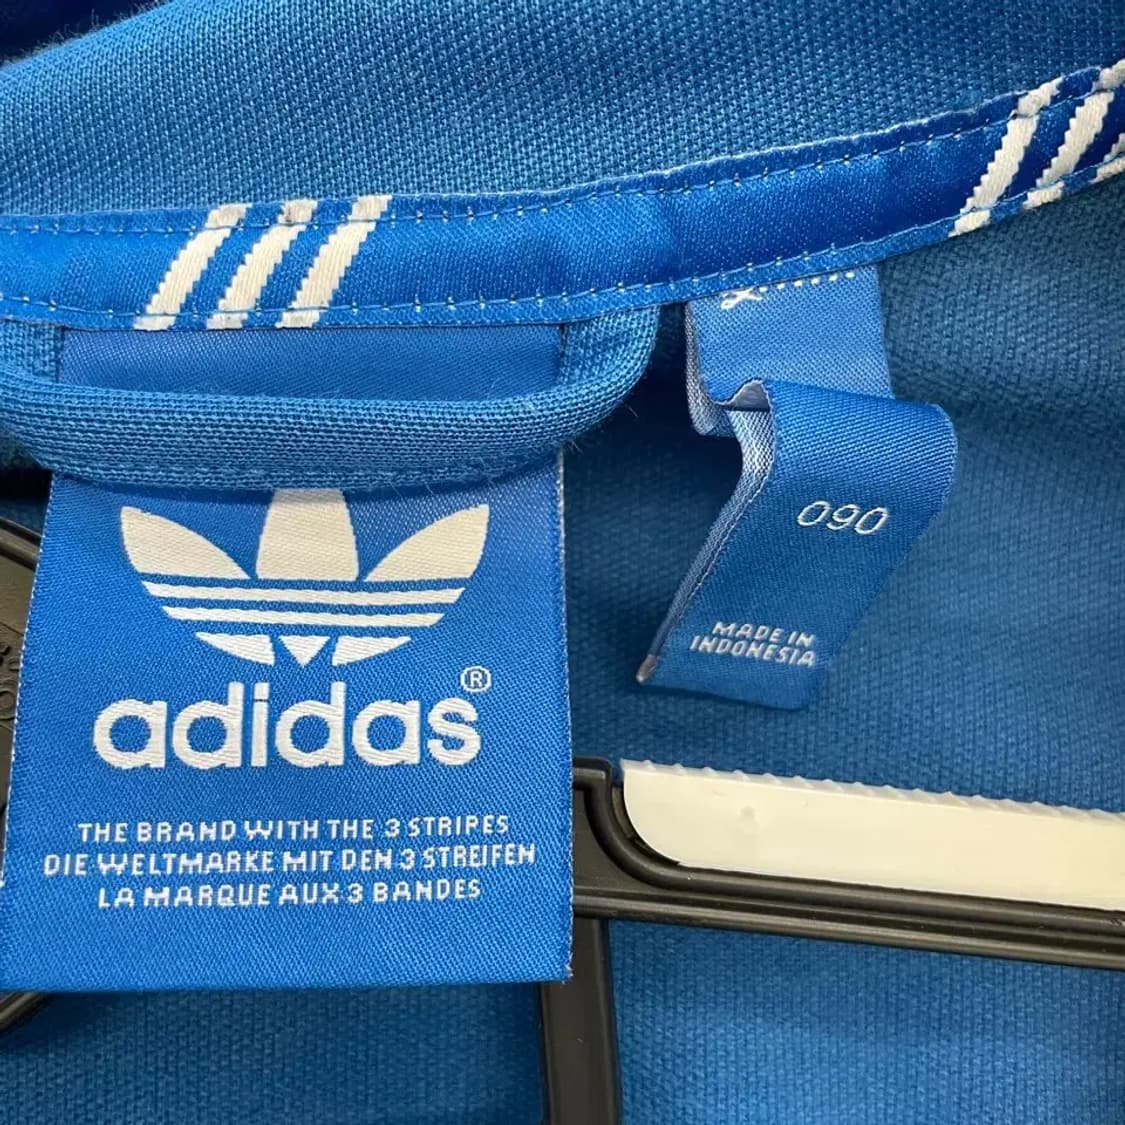 adidas®
THE BRAND WITH THE 3 STRIPES
DIE WELTMARKE MIT DEN 3 STREIFEN
LA MARQUE AUX 3 BANDES
090
MADE IN
INDONESIA